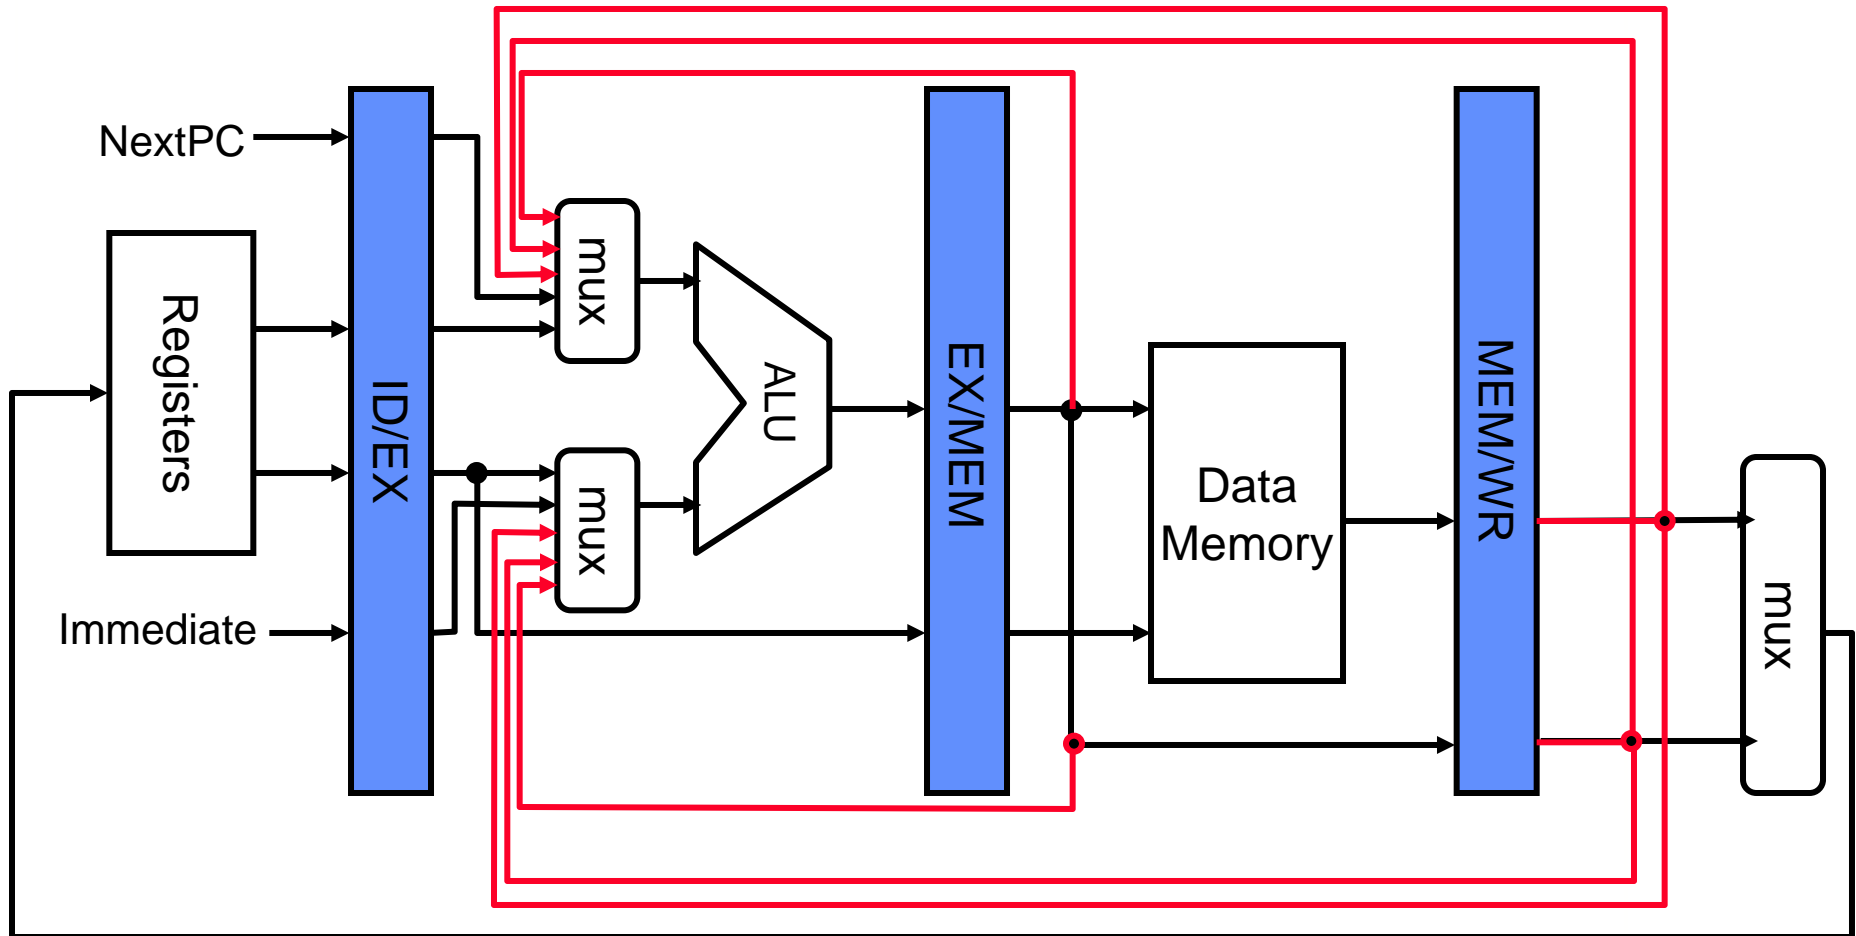 NextPC
Registers
Immediate
ID/EX
mux
mux
ALU
EX/MEM
Data
Memory
MEM/WR
mux